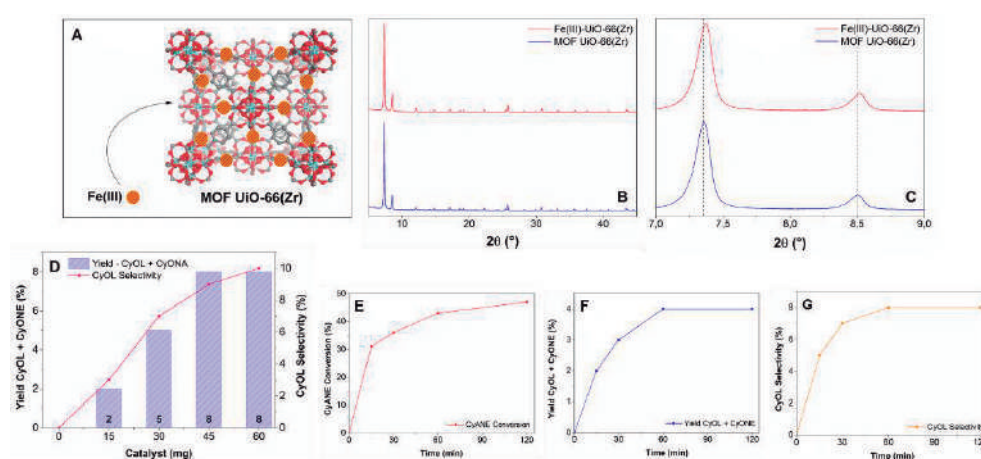 A
Fe(III)
MOF UiO-66(Zr)
Fe(III)-UiO-66(Zr)
MOF UiO-66(Zr)
B
10
20
30
40
2θ (°)
Fe(III)-UiO-66(Zr)
MOF UiO-66(Zr)
C
7,0
7,5
8,0
8,5
9,0
2θ (°)
D
Yield - CyOL + CyONA
CyOL Selectivity
Yield CyOL + CyONE (%)
8
6
4
2
0
2
5
8
8
0
15
30
45
60
Catalyst (mg)
10
8
6
4
2
0
CyOL Selectivity (%)
E
CyANE Conversion (%)
50
40
30
20
10
0
CyANE Conversion
0
30
60
90
120
Time (min)
F
Yield CyOL + CyONE (%)
4
3
2
1
0
Yield CyOL + CyONE
0
30
60
90
120
Time (min)
G
CyOL Selectivity (%)
8
6
4
2
0
CyOL Selectivity
0
30
60
90
120
Time (min)